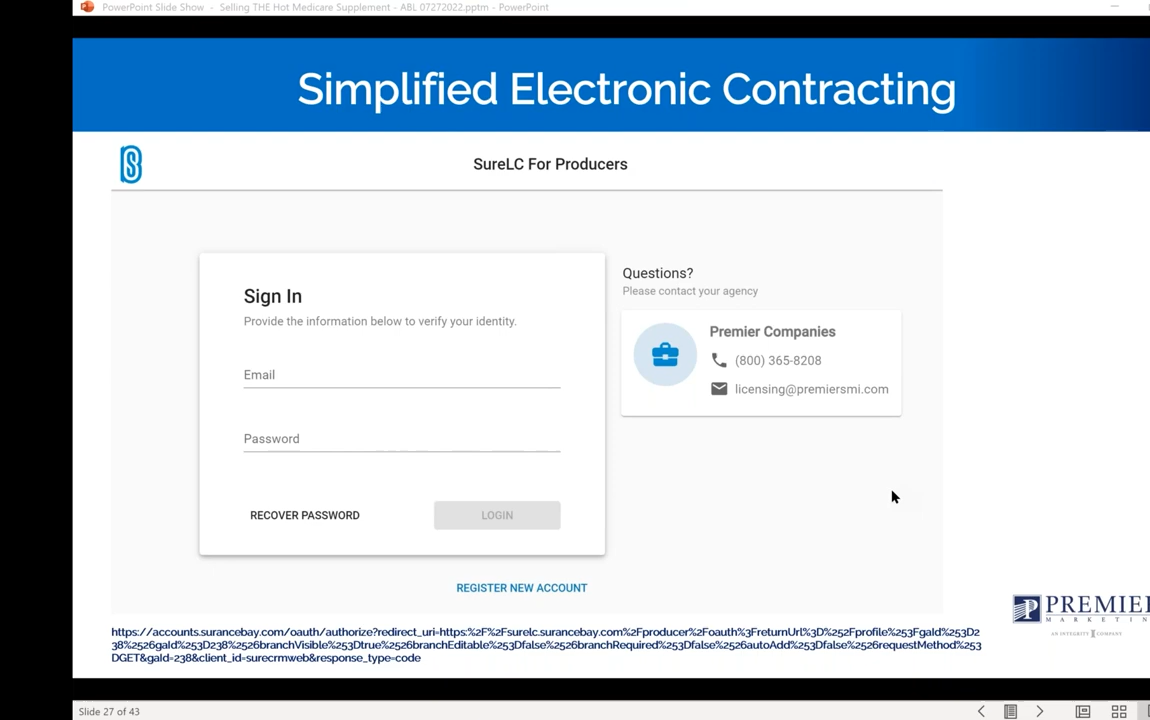 PowerPoint Slide Show - Selling THE Hot Medicare Supplement - ABL 07272022.pptm - PowerPoint
Simplified Electronic Contracting
SureLC For Producers
Sign In
Provide the information below to verify your identity.
Email
Password
RECOVER PASSWORD
LOGIN
REGISTER NEW ACCOUNT
Questions?
Please contact your agency
Premier Companies
(800) 365-8208
licensing@premiersmi.com
https://accounts.surancebay.com/oauth/authorize?redirect_uri=https:%2F%2Fsurelc.surancebay.com%2Fproducer%2Foauth%3FreturnUrl%3D%252Fprofile%253FgaId%253D2
38%2526gaId%253D238%2526branchVisible%253Dtrue%2526branchEditable%253Dfalse%2526branchRequired%253Dfalse%2526autoAdd%253Dfalse%2526requestMethod%253
DGET&gaId=238&client_id=surecrmweb&response_type=code
PREMIER
MARKETIN
AN INTEGRITY COMPANY
Slide 27 of 43